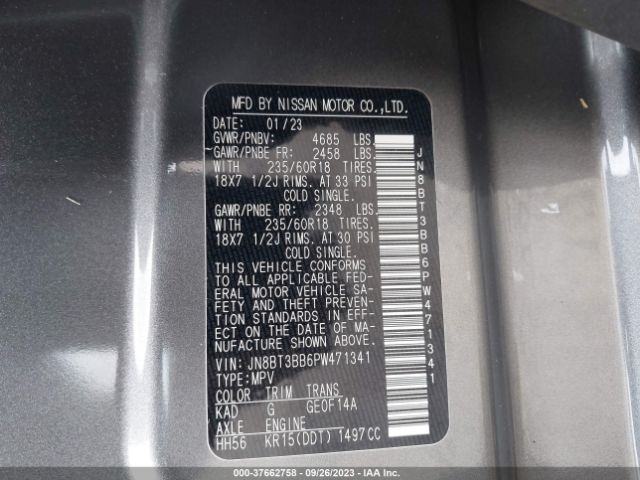 MFD BY NISSAN MOTOR CO.,LTD.
DATE: 01/23
GVWR/PNBV: 4685 LBS.
GAWR/PNBE FR: 2458 LBS.
WITH 235/60R18 TIRES.
18X7 1/2J RIMS. AT 33 PSI
COLD SINGLE.
GAWR/PNBE RR: 2348 LBS.
WITH 235/60R18 TIRES.
18X7 1/2J RIMS. AT 30 PSI
COLD SINGLE.
THIS VEHICLE CONFORMS
TO ALL APPLICABLE FED-
ERAL MOTOR VEHICLE SA-
FETY AND THEFT PREVEN-
TION STANDARDS IN EFF-
ECT ON THE DATE OF MA-
NUFACTURE SHOWN ABOVE.
VIN: JN8BT3BB6PW471341
TYPE: MPV
COLOR TRIM TRANS
KAD G GE0F14A
AXLE ENGINE
HH56 KR15(DDT) 1497CC
JN8BT3BB6PW471341
000-37662758 - 09/26/2023 - IAA Inc.